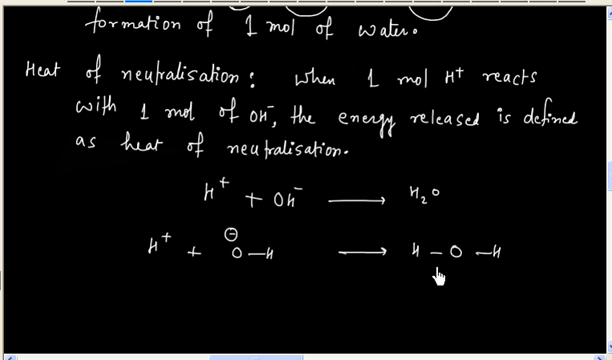 formation of 1 mol of water.
Heat of neutralisation: When 1 mol H⁺ reacts
with 1 mol of OH⁻, the energy released is defined
as heat of neutralisation.
H⁺ + OH⁻ ⟶ H₂O
H⁺ + ⊖O–H ⟶ H–O–H